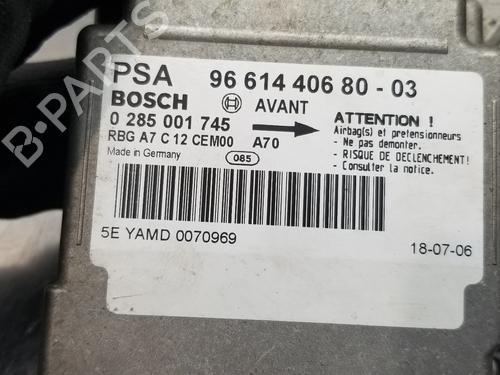 PSA 96 614 406 80 - 03
BOSCH AVANT
0 285 001 745
RBG A7 C 12 CEM00 A70
Made in Germany
085
ATTENTION !
Airbag(s) et pretensionneurs
- Ne pas demonter.
- RISQUE DE DECLENCHEMENT!
- Consulter la notice.
5E YAMD 0070969
18-07-06
B-PARTS